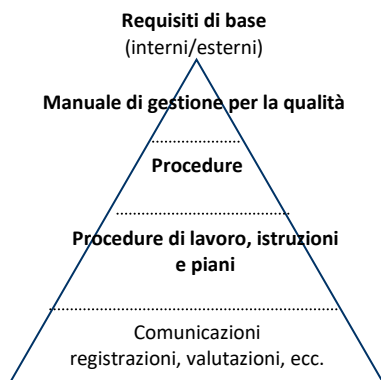 Requisiti di base
(interni/esterni)
Manuale di gestione per la qualità
Procedure
Procedure di lavoro, istruzioni
e piani
Comunicazioni
registrazioni, valutazioni, ecc.